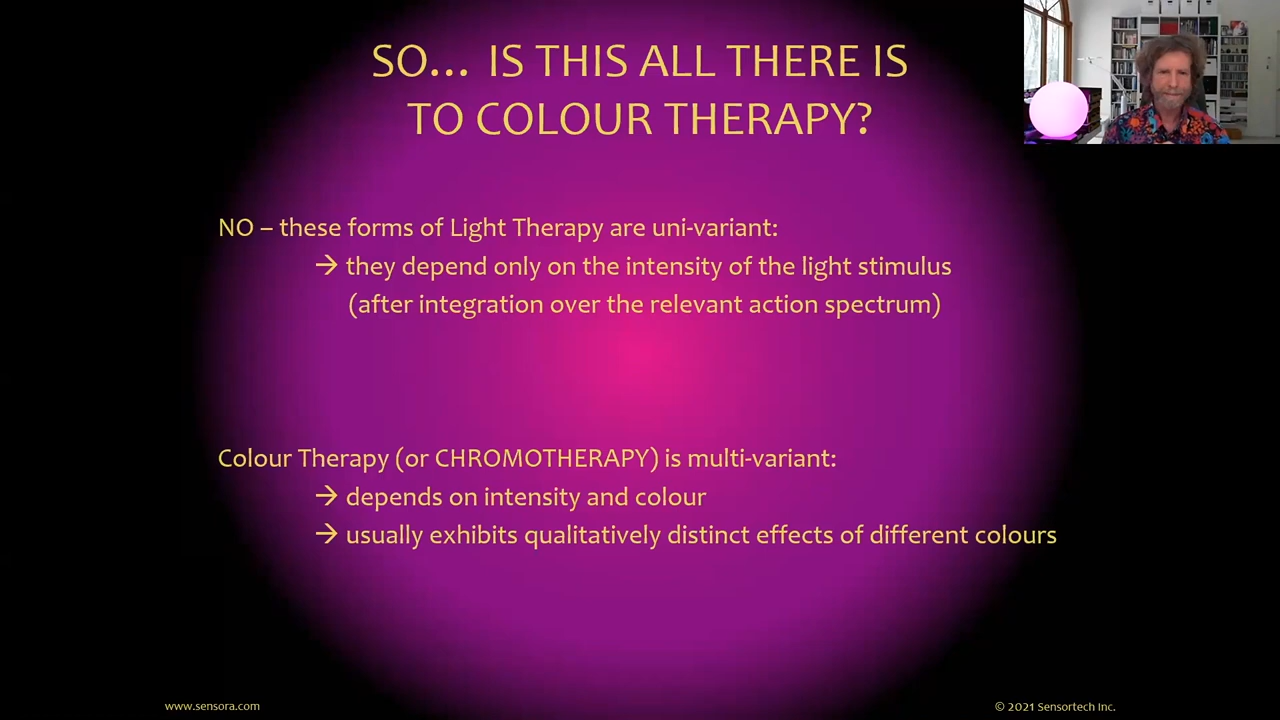 SO... IS THIS ALL THERE IS
TO COLOUR THERAPY?
NO – these forms of Light Therapy are uni-variant:
→ they depend only on the intensity of the light stimulus
(after integration over the relevant action spectrum)
Colour Therapy (or CHROMOTHERAPY) is multi-variant:
→ depends on intensity and colour
→ usually exhibits qualitatively distinct effects of different colours
www.sensora.com
© 2021 Sensortech Inc.